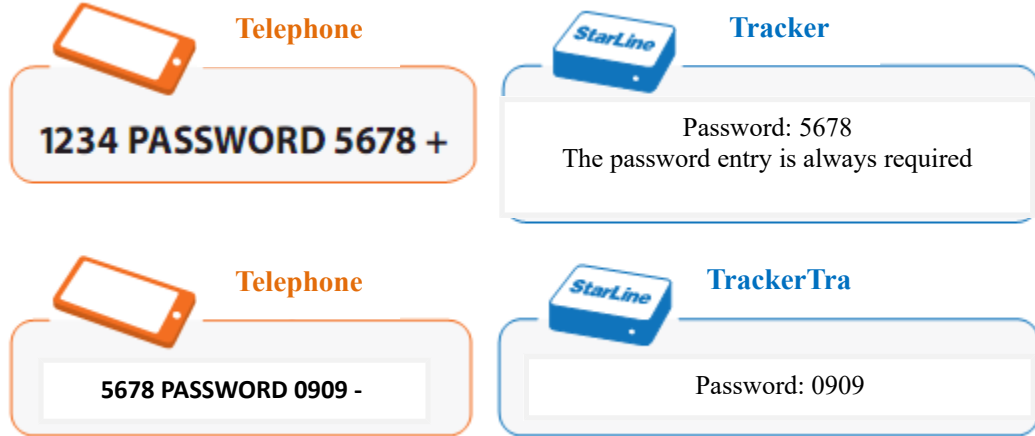 Telephone
StarLine
Tracker
1234 PASSWORD 5678 +
Password: 5678
The password entry is always required
Telephone
StarLine
TrackerTra
5678 PASSWORD 0909 -
Password: 0909